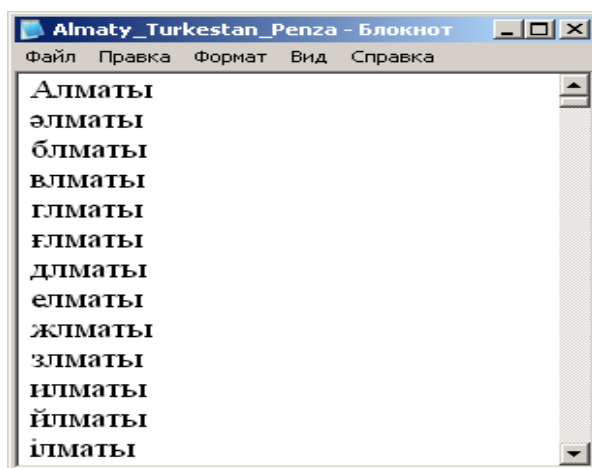 Almaty_Turkestan_Penza - Блокнот
Файл Правка Формат Вид Справка
Алматы
әлматы
блматы
влматы
глматы
ғлматы
длматы
елматы
жлматы
злматы
илматы
йлматы
ілматы